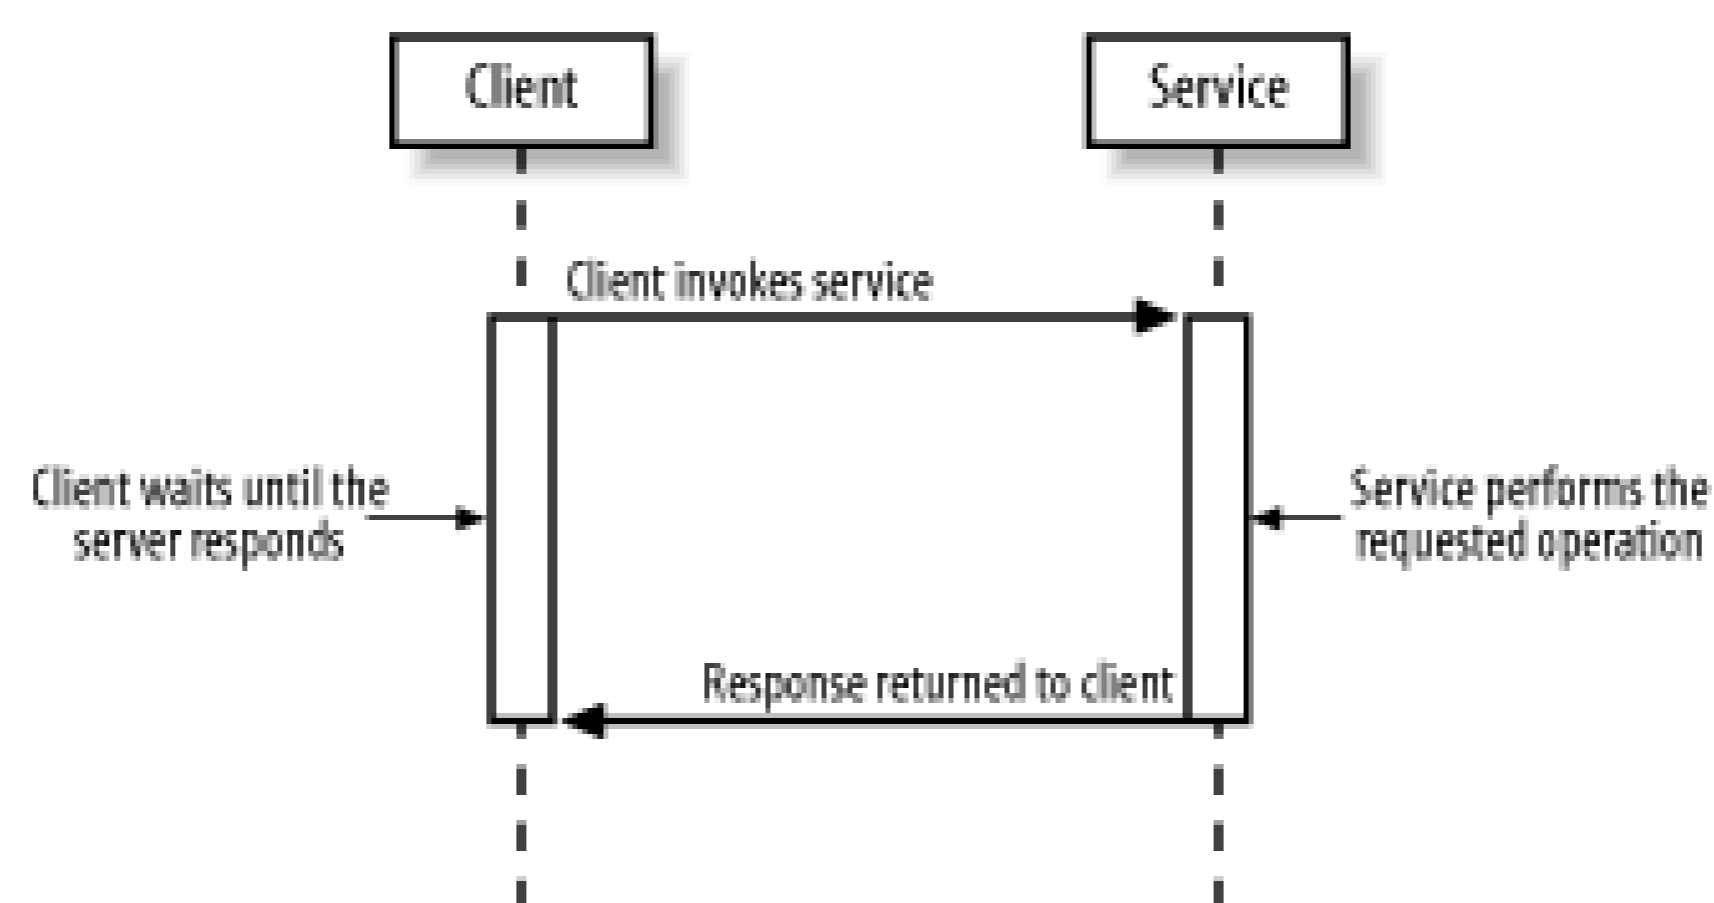 Client
Service
Client invokes service
Client waits until the
server responds
Service performs the
requested operation
Response returned to client